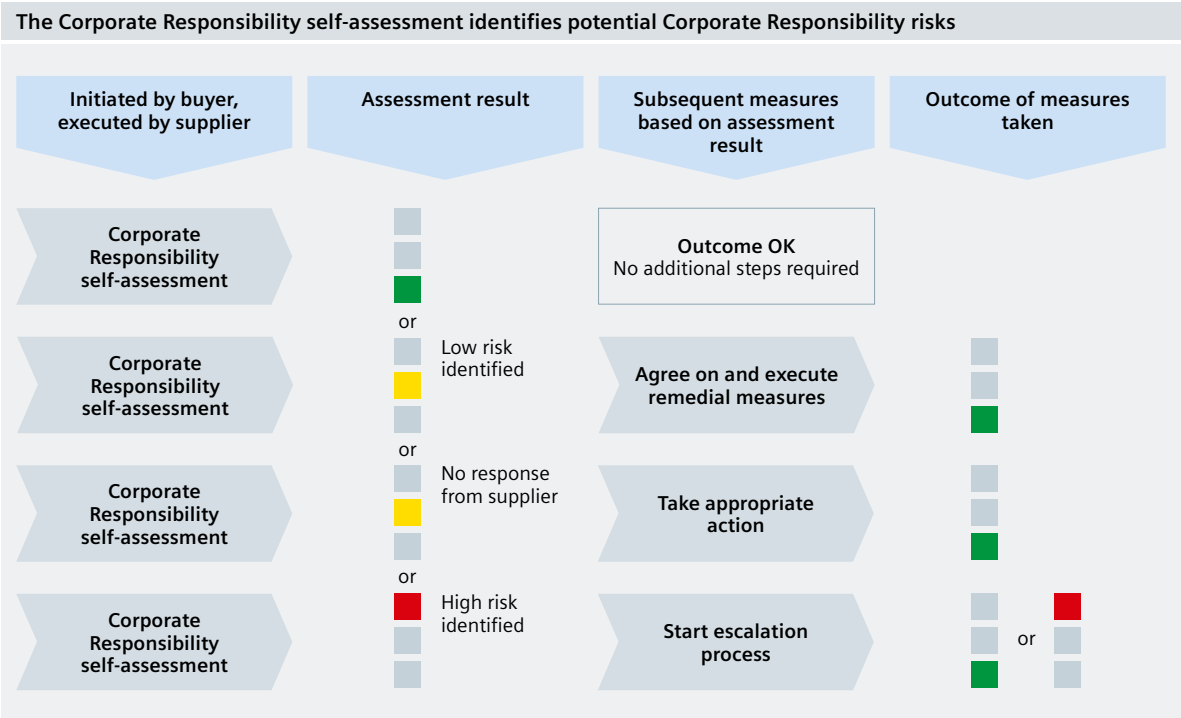 The Corporate Responsibility self-assessment identifies potential Corporate Responsibility risks
Initiated by buyer,
executed by supplier
Assessment result
Subsequent measures
based on assessment
result
Outcome of measures
taken
Corporate
Responsibility
self-assessment
Outcome OK
No additional steps required
or
Corporate
Responsibility
self-assessment
Low risk
identified
Agree on and execute
remedial measures
or
Corporate
Responsibility
self-assessment
No response
from supplier
Take appropriate
action
or
Corporate
Responsibility
self-assessment
High risk
identified
Start escalation
process
or